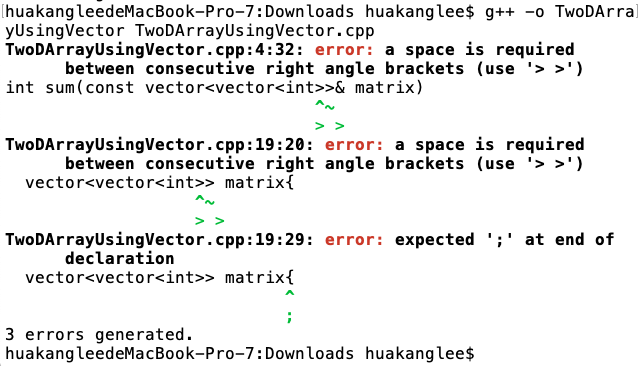 huakangleedeMacBook-Pro-7:Downloads huakanglee$ g++ -o TwoDArra
yUsingVector TwoDArrayUsingVector.cpp
TwoDArrayUsingVector.cpp:4:32: error: a space is required
      between consecutive right angle brackets (use '> >')
int sum(const vector<vector<int>>& matrix)
                               ^~
                               > >
TwoDArrayUsingVector.cpp:19:20: error: a space is required
      between consecutive right angle brackets (use '> >')
  vector<vector<int>> matrix{
                   ^~
                   > >
TwoDArrayUsingVector.cpp:19:29: error: expected ';' at end of
      declaration
  vector<vector<int>> matrix{
                            ^
                            ;
3 errors generated.
huakangleedeMacBook-Pro-7:Downloads huakanglee$